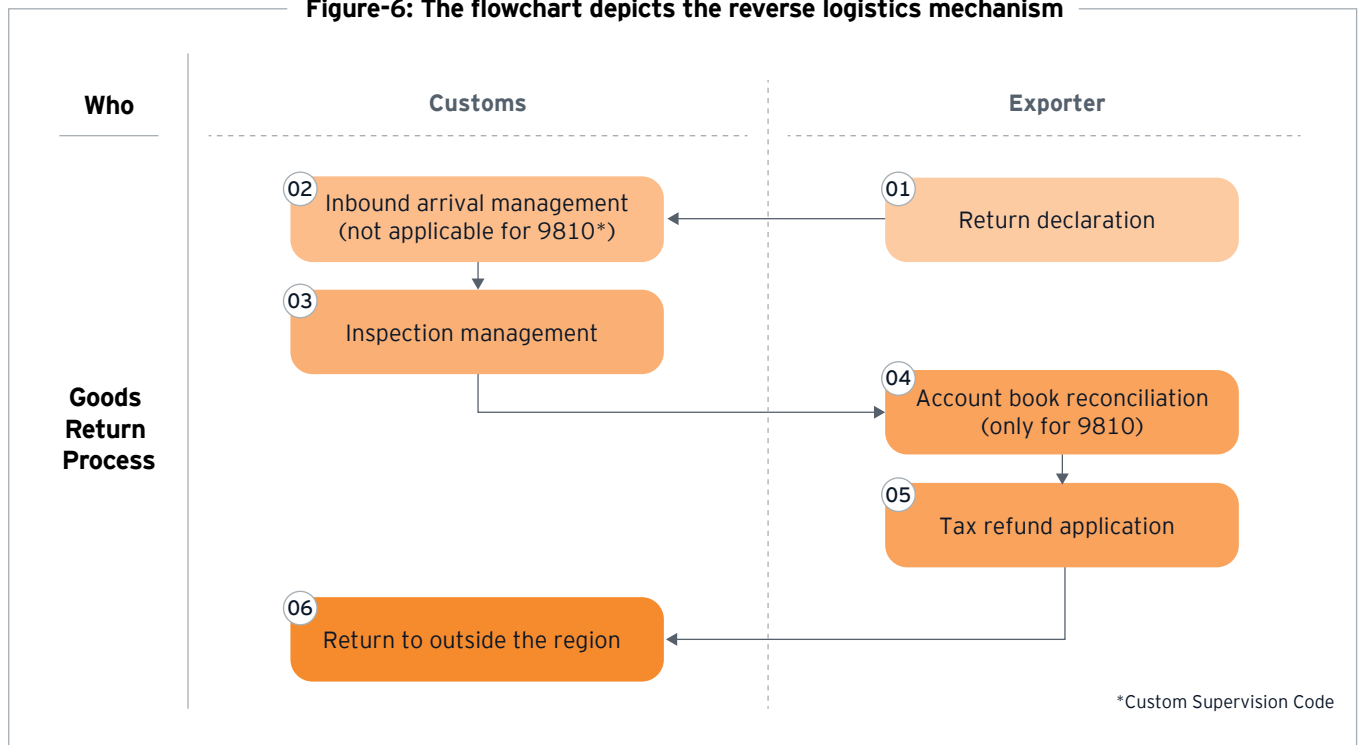 Figure-6: The flowchart depicts the reverse logistics mechanism
Who
Customs
Exporter
02
Inbound arrival management
(not applicable for 9810*)
01
Return declaration
03
Inspection management
Goods
Return
Process
04
Account book reconciliation
(only for 9810)
05
Tax refund application
06
Return to outside the region
*Custom Supervision Code